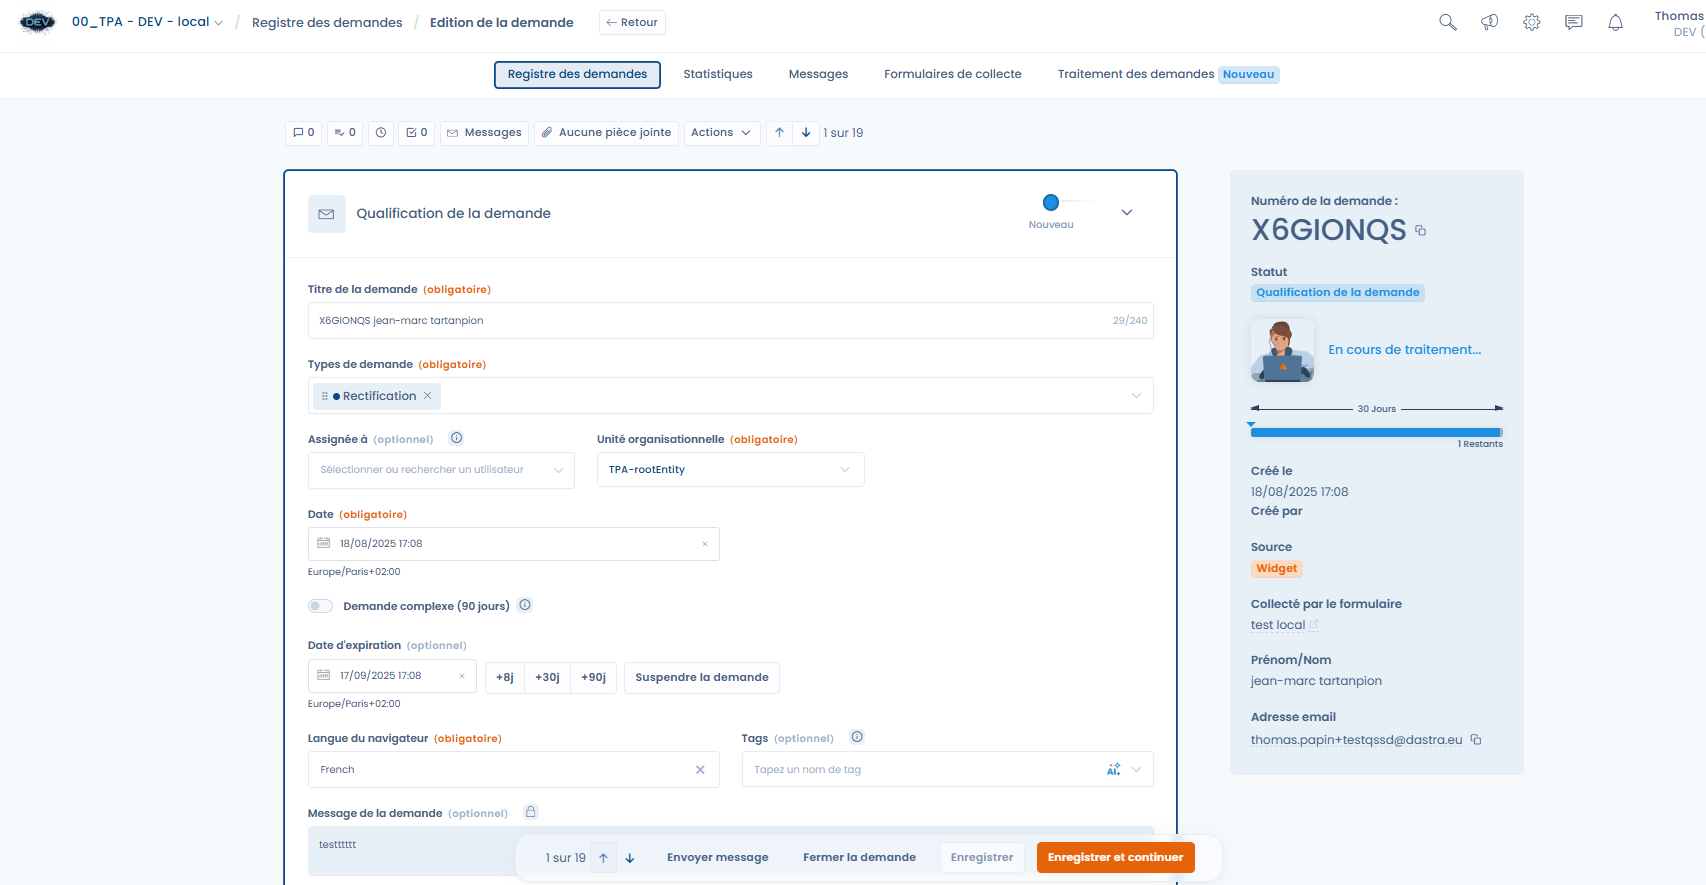 DEV 00_TPA - DEV - local / Registre des demandes / Edition de la demande ← Retour
Thomas
DEV (
Registre des demandes Statistiques Messages Formulaires de collecte Traitement des demandes Nouveau
0 0 0 Messages Aucune pièce jointe Actions 1 sur 19
Qualification de la demande
Nouveau
Titre de la demande (obligatoire)
X6GIONQS jean-marc tartanpion 29/240
Types de demande (obligatoire)
Rectification
Assignée à (optionnel) Unité organisationnelle (obligatoire)
Sélectionner ou rechercher un utilisateur TPA-rootEntity
Date (obligatoire)
18/08/2025 17:08
Europe/Paris+02:00
Demande complexe (90 jours)
Date d'expiration (optionnel)
17/09/2025 17:08 +8j +30j +90j Suspendre la demande
Europe/Paris+02:00
Langue du navigateur (obligatoire) Tags (optionnel)
French Tapez un nom de tag AI
Message de la demande (optionnel)
testttttt
1 sur 19 Envoyer message Fermer la demande Enregistrer Enregistrer et continuer
Numéro de la demande :
X6GIONQS
Statut
Qualification de la demande
En cours de traitement...
30 Jours
1 Restants
Créé le
18/08/2025 17:08
Créé par
Source
Widget
Collecté par le formulaire
test local
Prénom/Nom
jean-marc tartanpion
Adresse email
thomas.papin+testqssd@dastra.eu